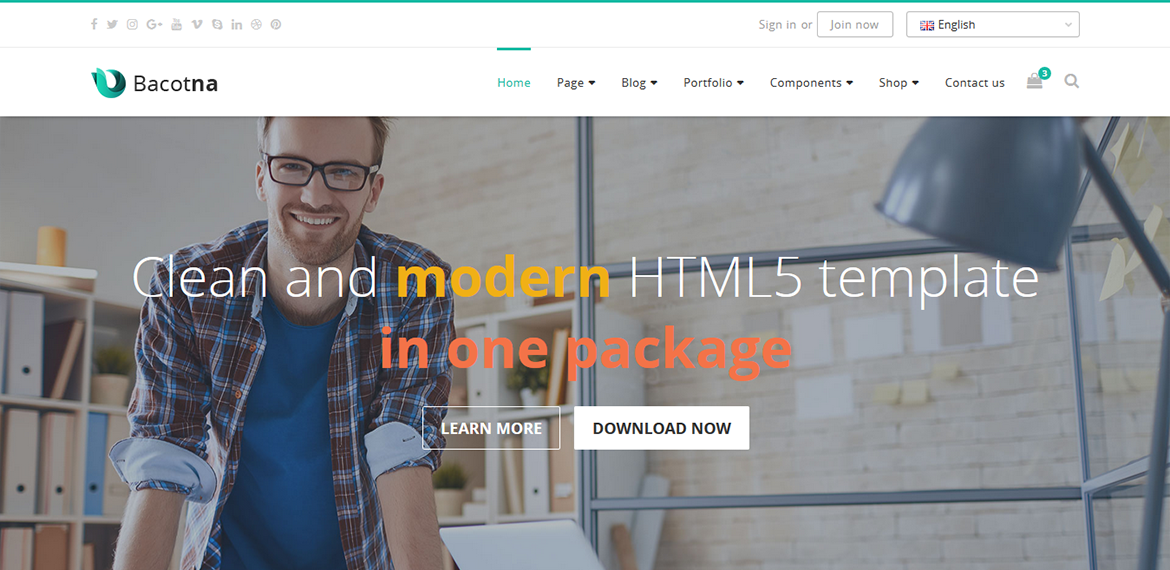 Sign in or Join now English
Bacotna
Home Page Blog Portfolio Components Shop Contact us 3
Clean and modern HTML5 template
in one package
LEARN MORE DOWNLOAD NOW